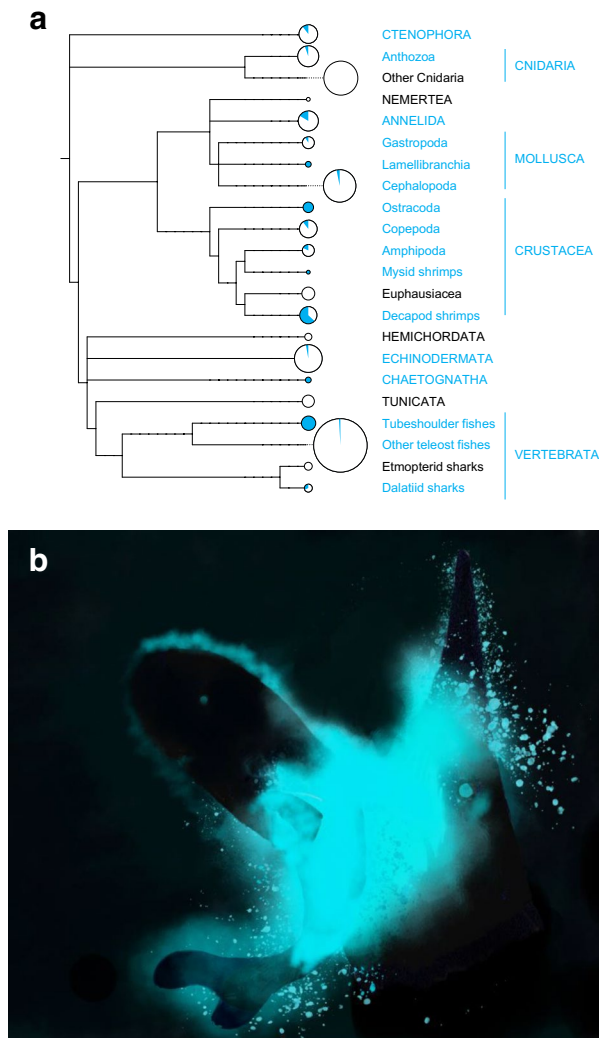 a
CTENOPHORA
Anthozoa
CNIDARIA
Other Cnidaria
NEMERTEA
ANNELIDA
Gastropoda
MOLLUSCA
Lamellibranchia
Cephalopoda
Ostracoda
Copepoda
Amphipoda
CRUSTACEA
Mysid shrimps
Euphausiacea
Decapod shrimps
HEMICHORDATA
ECHINODERMATA
CHAETOGNATHA
TUNICATA
Tubeshoulder fishes
Other teleost fishes
VERTEBRATA
Etmopterid sharks
Dalatiid sharks
b